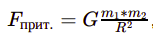 Fприт. = G m₁*m₂ / R²,